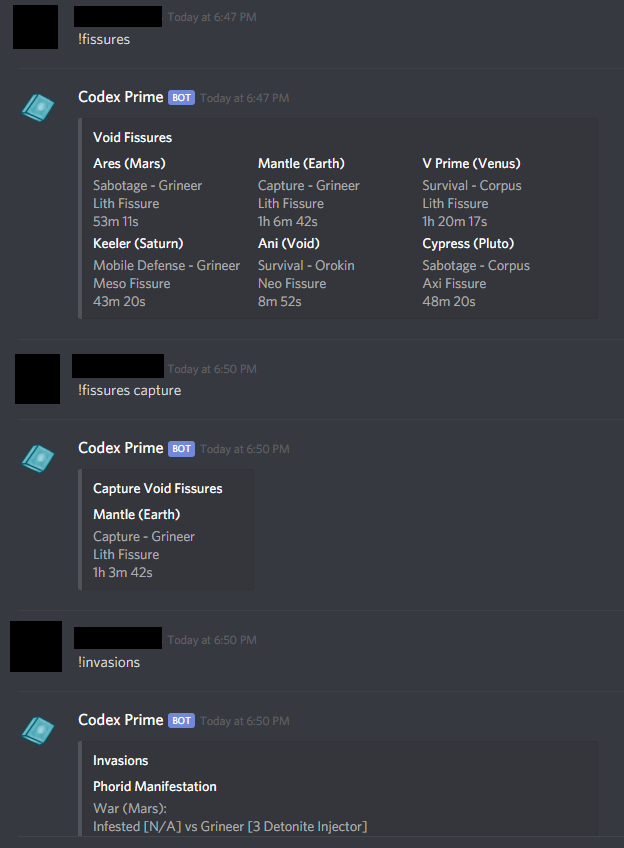 Today at 6:47 PM
!fissures
Codex Prime BOT Today at 6:47 PM
Void Fissures
Ares (Mars) Mantle (Earth) V Prime (Venus)
Sabotage - Grineer Capture - Grineer Survival - Corpus
Lith Fissure Lith Fissure Lith Fissure
53m 11s 1h 6m 42s 1h 20m 17s
Keeler (Saturn) Ani (Void) Cypress (Pluto)
Mobile Defense - Grineer Survival - Orokin Sabotage - Corpus
Meso Fissure Neo Fissure Axi Fissure
43m 20s 8m 52s 48m 20s
Today at 6:50 PM
!fissures capture
Codex Prime BOT Today at 6:50 PM
Capture Void Fissures
Mantle (Earth)
Capture - Grineer
Lith Fissure
1h 3m 42s
Today at 6:50 PM
!invasions
Codex Prime BOT Today at 6:50 PM
Invasions
Phorid Manifestation
War (Mars):
Infested [N/A] vs Grineer [3 Detonite Injector]